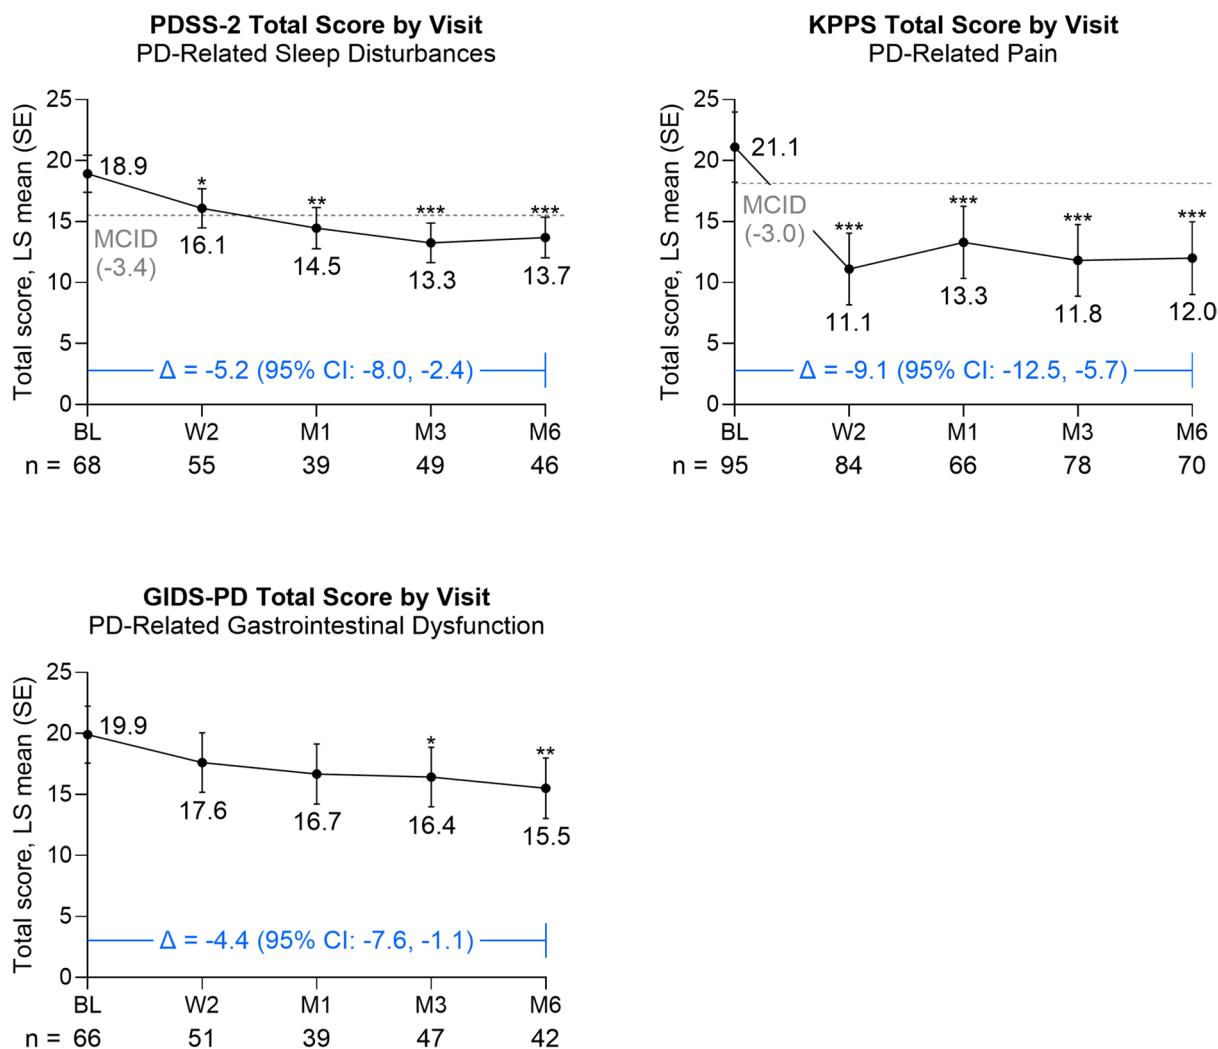 PDSS-2 Total Score by Visit
PD-Related Sleep Disturbances
Total score, LS mean (SE)
25
20
15
10
5
0
18.9
*
**
***
***
MCID
(-3.4)
16.1
14.5
13.3
13.7
Δ = -5.2 (95% CI: -8.0, -2.4)
BL W2 M1 M3 M6
n = 68 55 39 49 46
KPPS Total Score by Visit
PD-Related Pain
Total score, LS mean (SE)
25
20
15
10
5
0
21.1
MCID
(-3.0)
***
***
***
***
11.1
13.3
11.8
12.0
Δ = -9.1 (95% CI: -12.5, -5.7)
BL W2 M1 M3 M6
n = 95 84 66 78 70
GIDS-PD Total Score by Visit
PD-Related Gastrointestinal Dysfunction
Total score, LS mean (SE)
25
20
15
10
5
0
19.9
*
**
17.6
16.7
16.4
15.5
Δ = -4.4 (95% CI: -7.6, -1.1)
BL W2 M1 M3 M6
n = 66 51 39 47 42